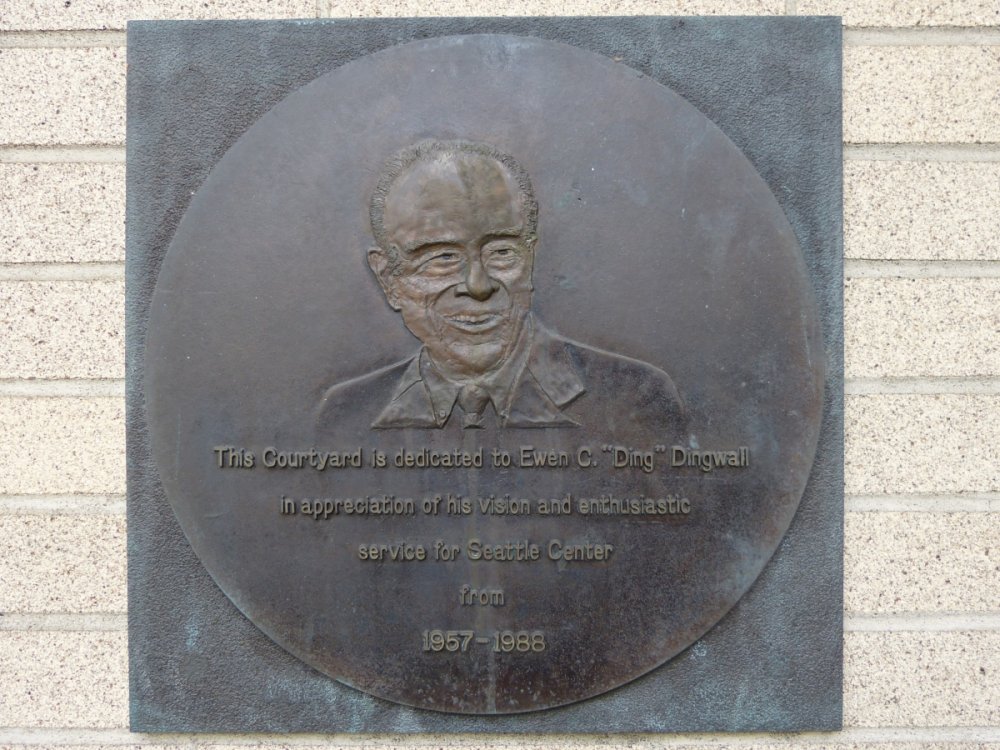 This Courtyard is dedicated to Ewen C. "Ding" Dingwall
in appreciation of his vision and enthusiastic
service for Seattle Center
from
1957-1988